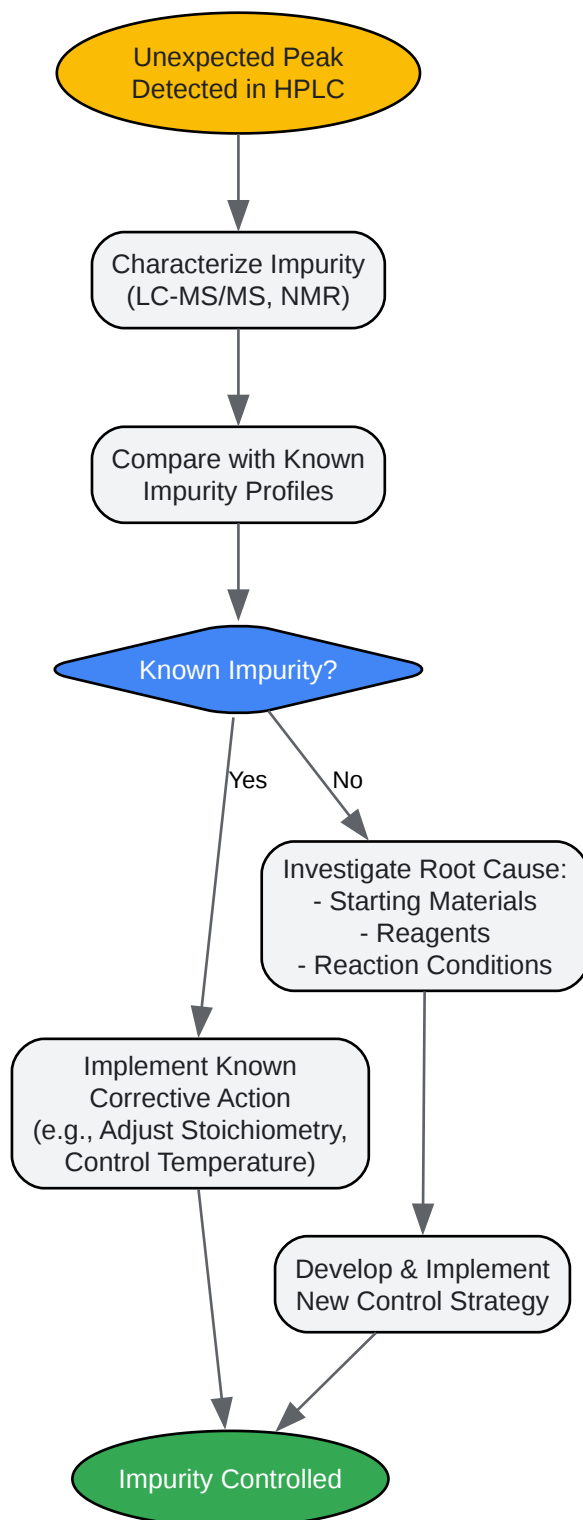 Unexpected Peak
Detected in HPLC
Characterize Impurity
(LC-MS/MS, NMR)
Compare with Known
Impurity Profiles
Known Impurity?
Yes
No
Investigate Root Cause:
- Starting Materials
- Reagents
- Reaction Conditions
Implement Known
Corrective Action
(e.g., Adjust Stoichiometry,
Control Temperature)
Develop & Implement
New Control Strategy
Impurity Controlled